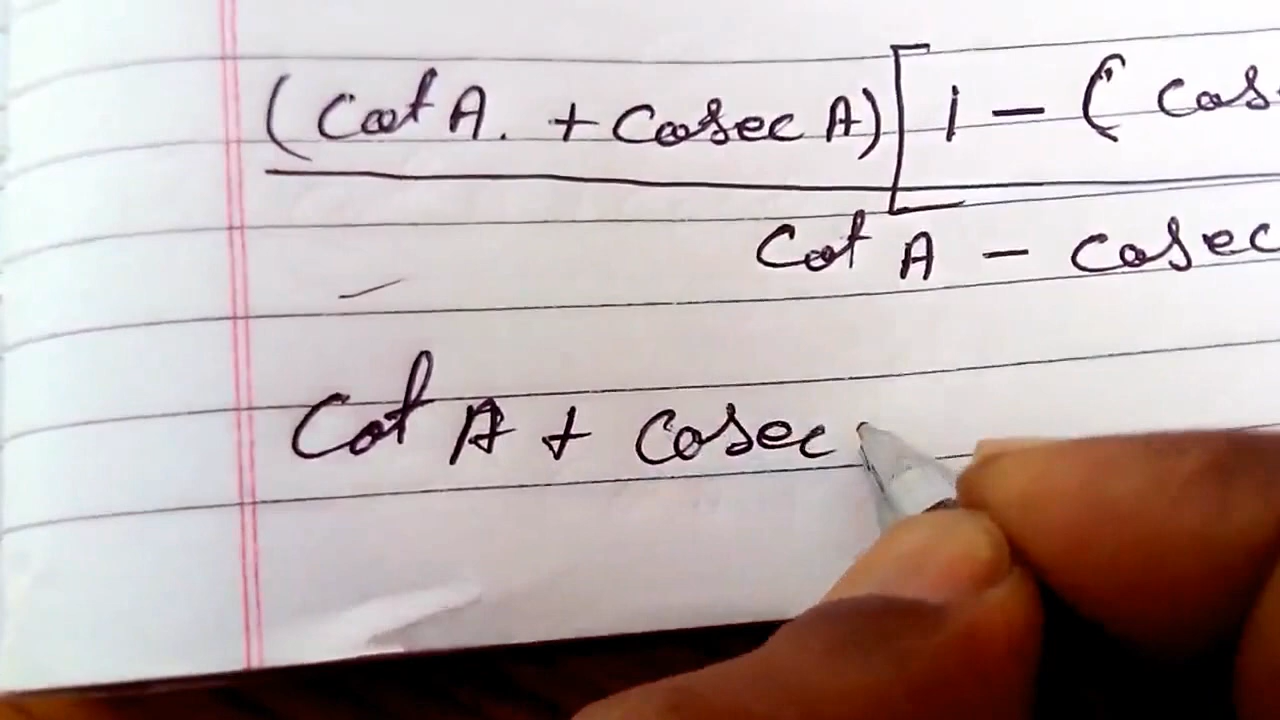 (Cot A. + Cosec A) [1 - (Cos
Cot A - Cosec
Cot A + Cosec